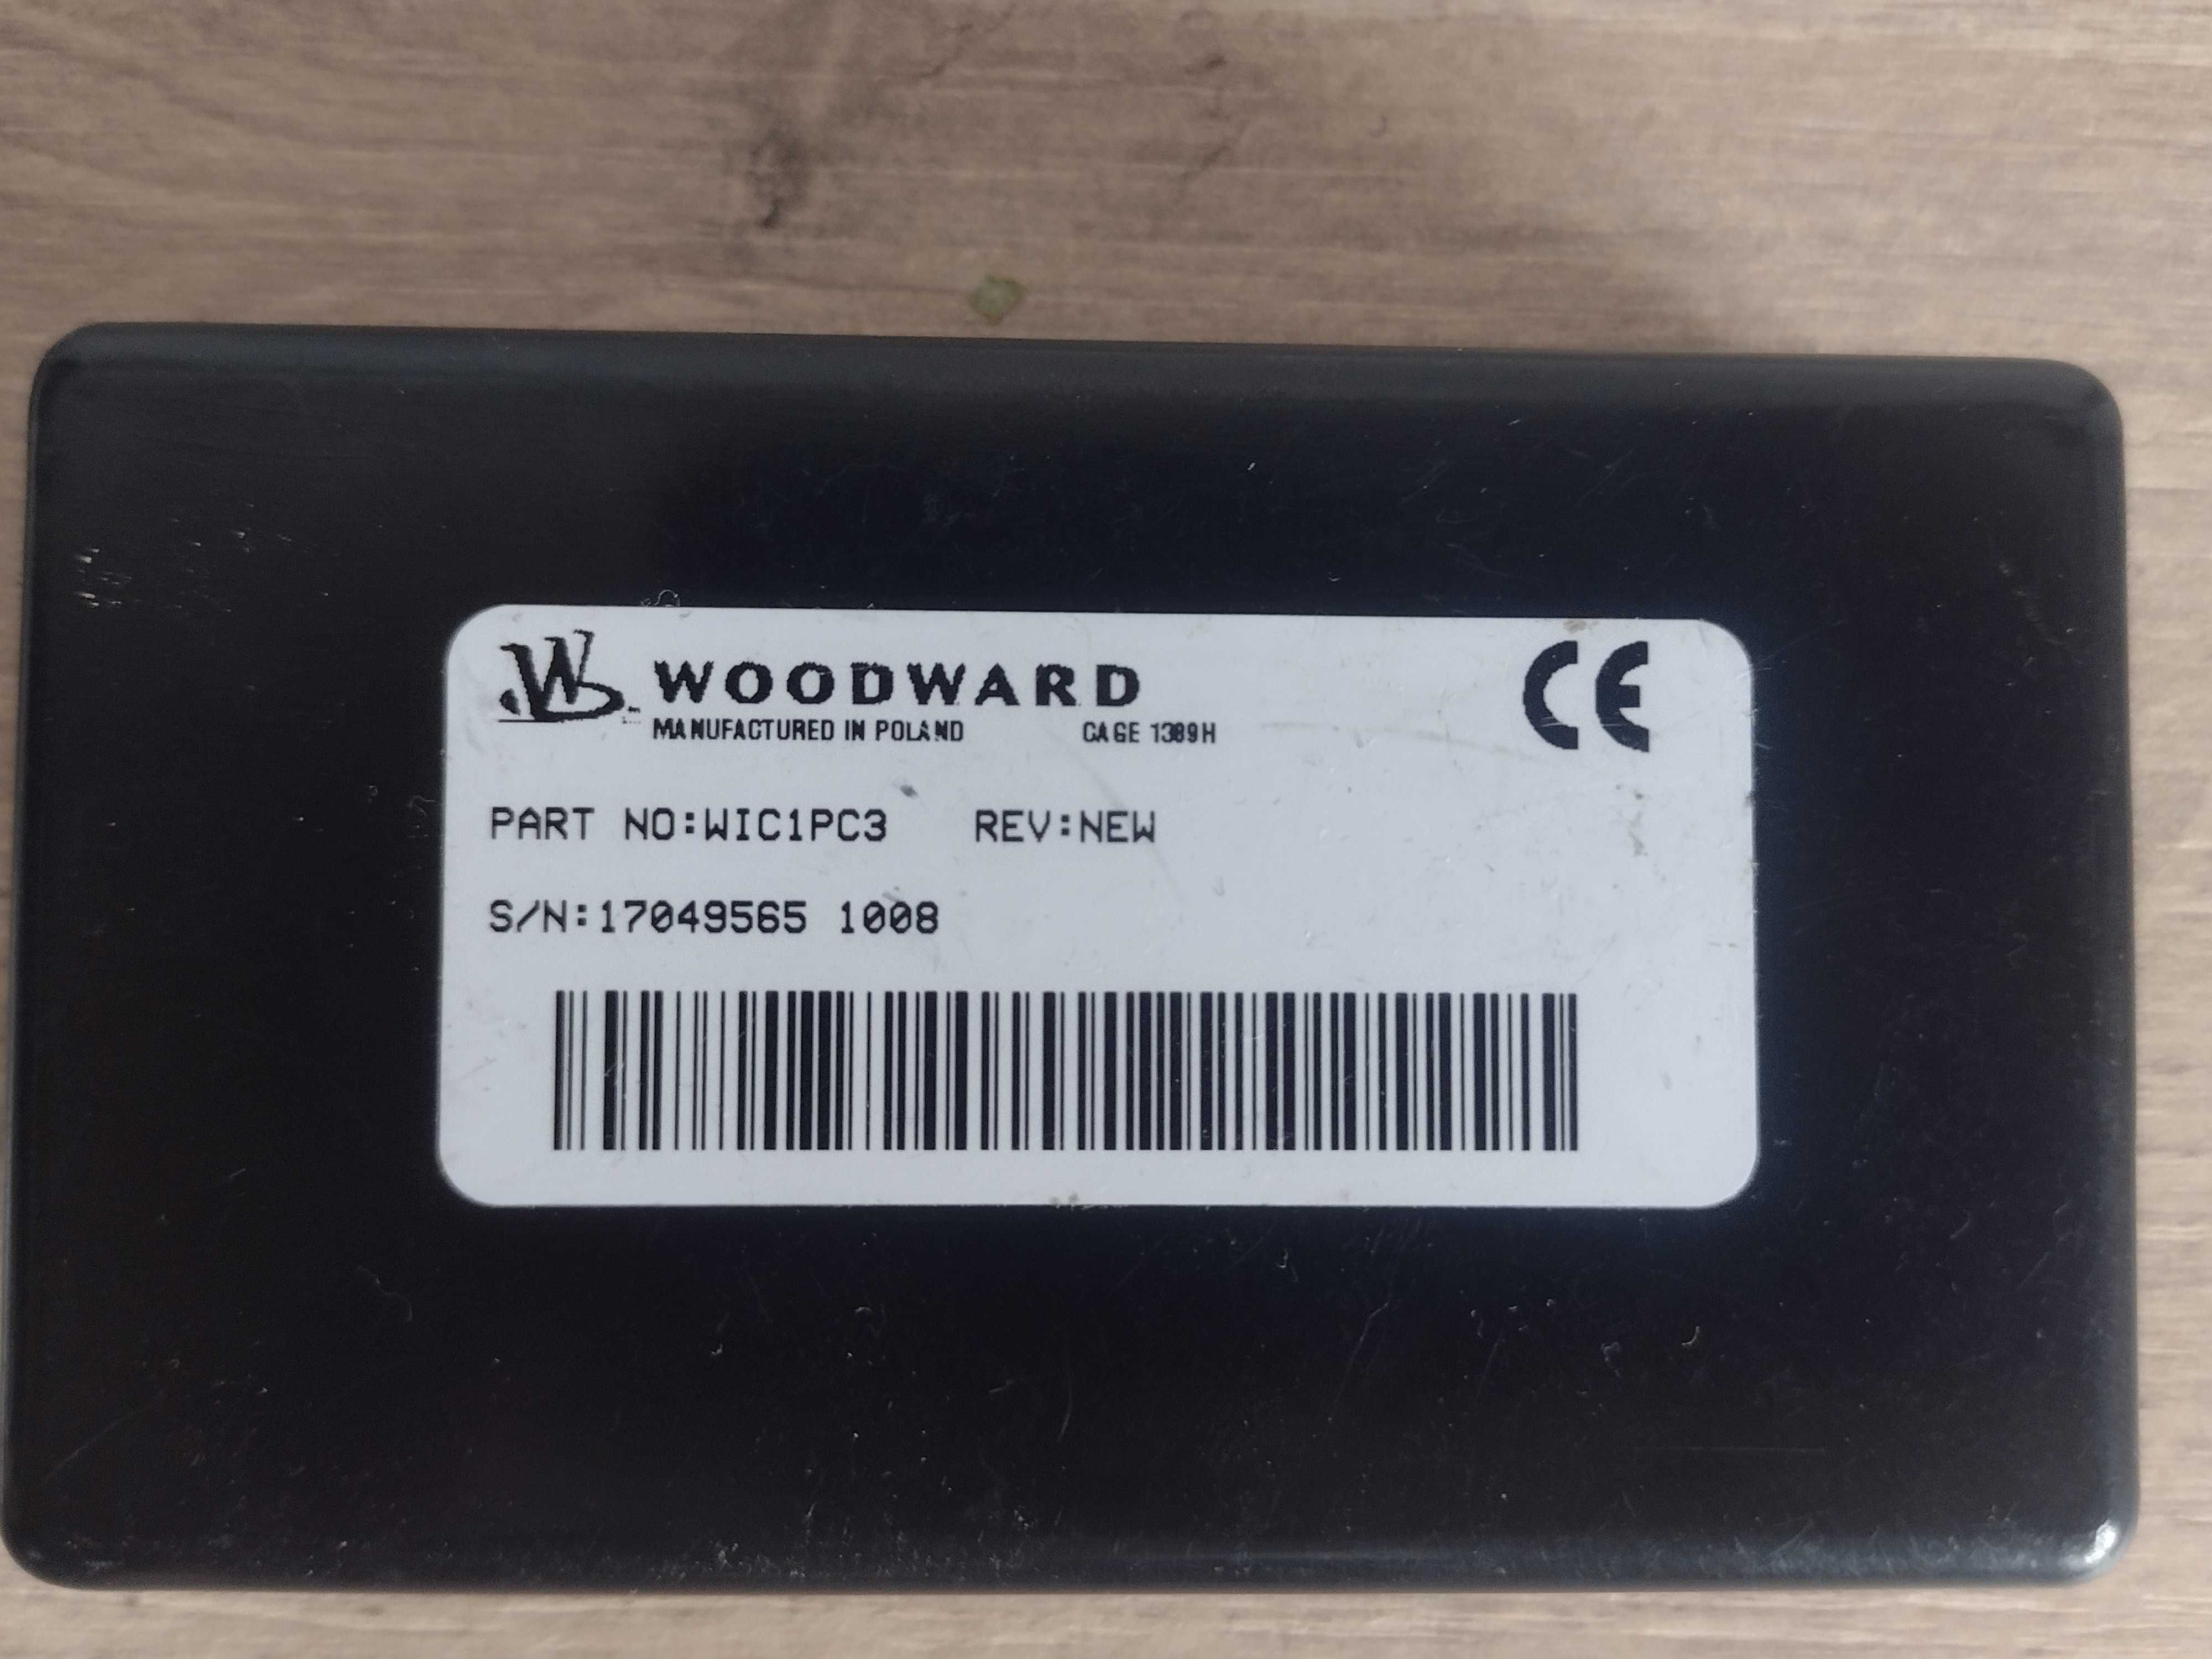 WOODWARD
MANUFACTURED IN POLAND CAGE 1389H
CE
PART NO:WIC1PC3 REV:NEW
S/N:17049565 1008